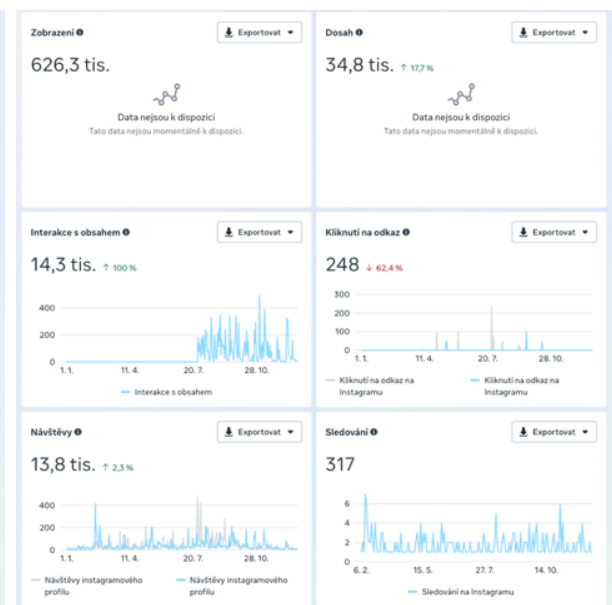 Zobrazení
Exportovat
626,3 tis.
Data nejsou k dispozici
Tato data nejsou momentálně k dispozici.
Dosah
Exportovat
34,8 tis. ↑ 17,7 %
Data nejsou k dispozici
Tato data nejsou momentálně k dispozici.
Interakce s obsahem
Exportovat
14,3 tis. ↑ 100 %
400
200
0
1. 1. 11. 4. 20. 7. 28. 10.
Interakce s obsahem
Kliknutí na odkaz
Exportovat
248 ↓ 62,4 %
300
200
100
0
1. 1. 11. 4. 20. 7. 28. 10.
Kliknutí na odkaz na
Instagramu
Kliknutí na odkaz na
Instagramu
Návštěvy
Exportovat
13,8 tis. ↑ 2,3 %
400
200
0
1. 1. 11. 4. 20. 7. 28. 10.
Návštěvy instagramového
profilu
Návštěvy instagramového
profilu
Sledování
Exportovat
317
6
4
2
0
6. 2. 15. 5. 27. 7. 14. 10.
Sledování na Instagramu